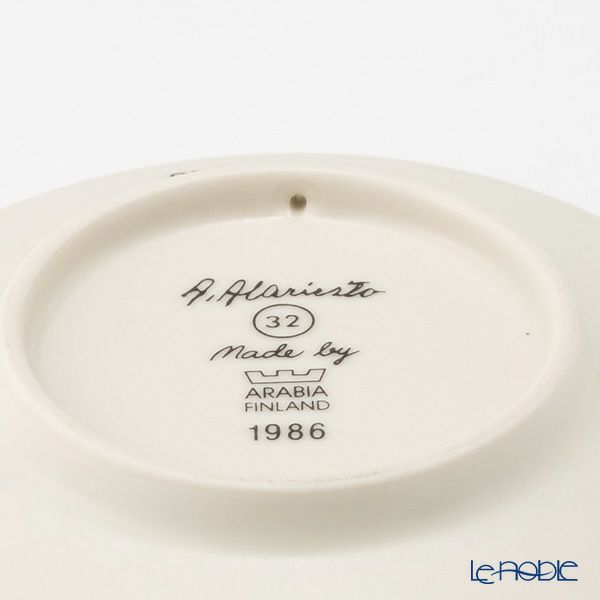 A. Alariesto
32
Made by
ARABIA
FINLAND
1986
Le-noble